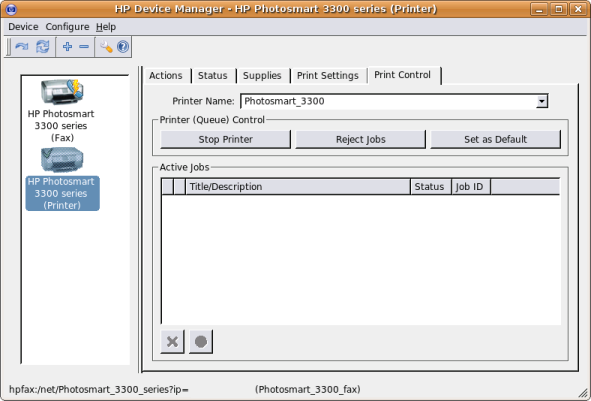 HP Device Manager - HP Photosmart 3300 series (Printer)
Device Configure Help
Actions Status Supplies Print Settings Print Control
HP Photosmart
3300 series
(Fax)
HP Photosmart
3300 series
(Printer)
Printer Name: Photosmart_3300
Printer (Queue) Control
Stop Printer Reject Jobs Set as Default
Active Jobs
Title/Description Status Job ID
hpfax:/net/Photosmart_3300_series?ip= (Photosmart_3300_fax)